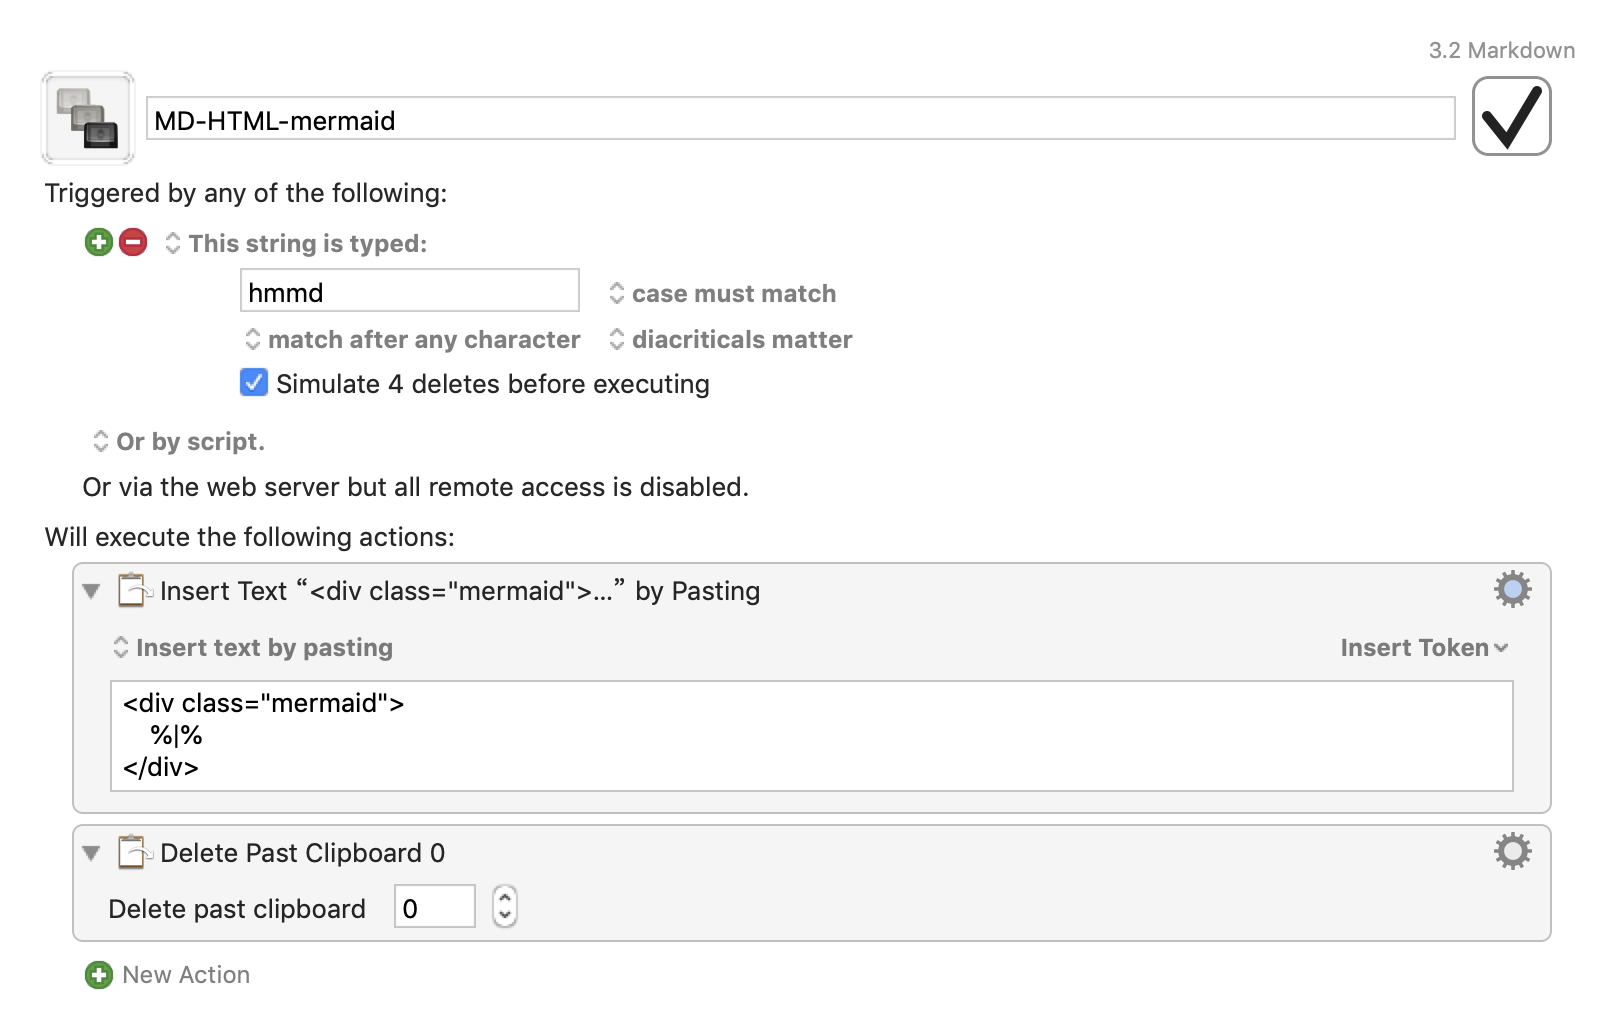 3.2 Markdown
MD-HTML-mermaid
Triggered by any of the following:
This string is typed:
hmmd
case must match
match after any character
diacriticals matter
Simulate 4 deletes before executing
Or by script.
Or via the web server but all remote access is disabled.
Will execute the following actions:
Insert Text “<div class="mermaid">…” by Pasting
Insert text by pasting
Insert Token
<div class="mermaid">
    %|%
</div>
Delete Past Clipboard 0
Delete past clipboard 0
New Action